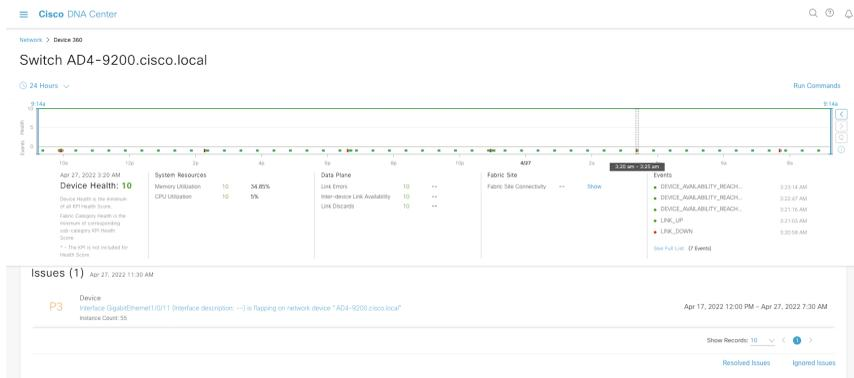 Cisco DNA Center
Network > Device 360
Switch AD4-9200.cisco.local
24 Hours
Run Commands
9:14a
9:14a
10
5
0
Health
Events
10a
12p
2p
4p
6p
8p
10p
4/27
2a
6a
8a
3:20 am - 3:25 am
Apr 27, 2022 3:20 AM
Device Health: 10
Device Health is the minimum
of all KPI Health Score.
Fabric Category Health is the
minimum of corresponding
sub-category KPI Health
Score
* - The KPI is not included for
Health Score
System Resources
Memory Utilization 10 34.85%
CPU Utilization 10 5%
Data Plane
Link Errors 10 --
Inter-device Link Availability 10 --
Link Discards 10 --
Fabric Site
Fabric Site Connectivity -- Show
Events
DEVICE_AVAILABILITY_REACH... 3:23:14 AM
DEVICE_AVAILABILITY_REACH... 3:22:47 AM
DEVICE_AVAILABILITY_REACH... 3:21:16 AM
LINK_UP 3:21:03 AM
LINK_DOWN 3:20:58 AM
See Full List (7 Events)
Issues (1) Apr 27, 2022 11:30 AM
P3
Device
Interface GigabitEthernet1/0/11 (Interface description: --) is flapping on network device "AD4-9200.cisco.local"
Instance Count: 55
Apr 17, 2022 12:00 PM - Apr 27, 2022 7:30 AM
Show Records: 10 < 1 >
Resolved Issues Ignored Issues